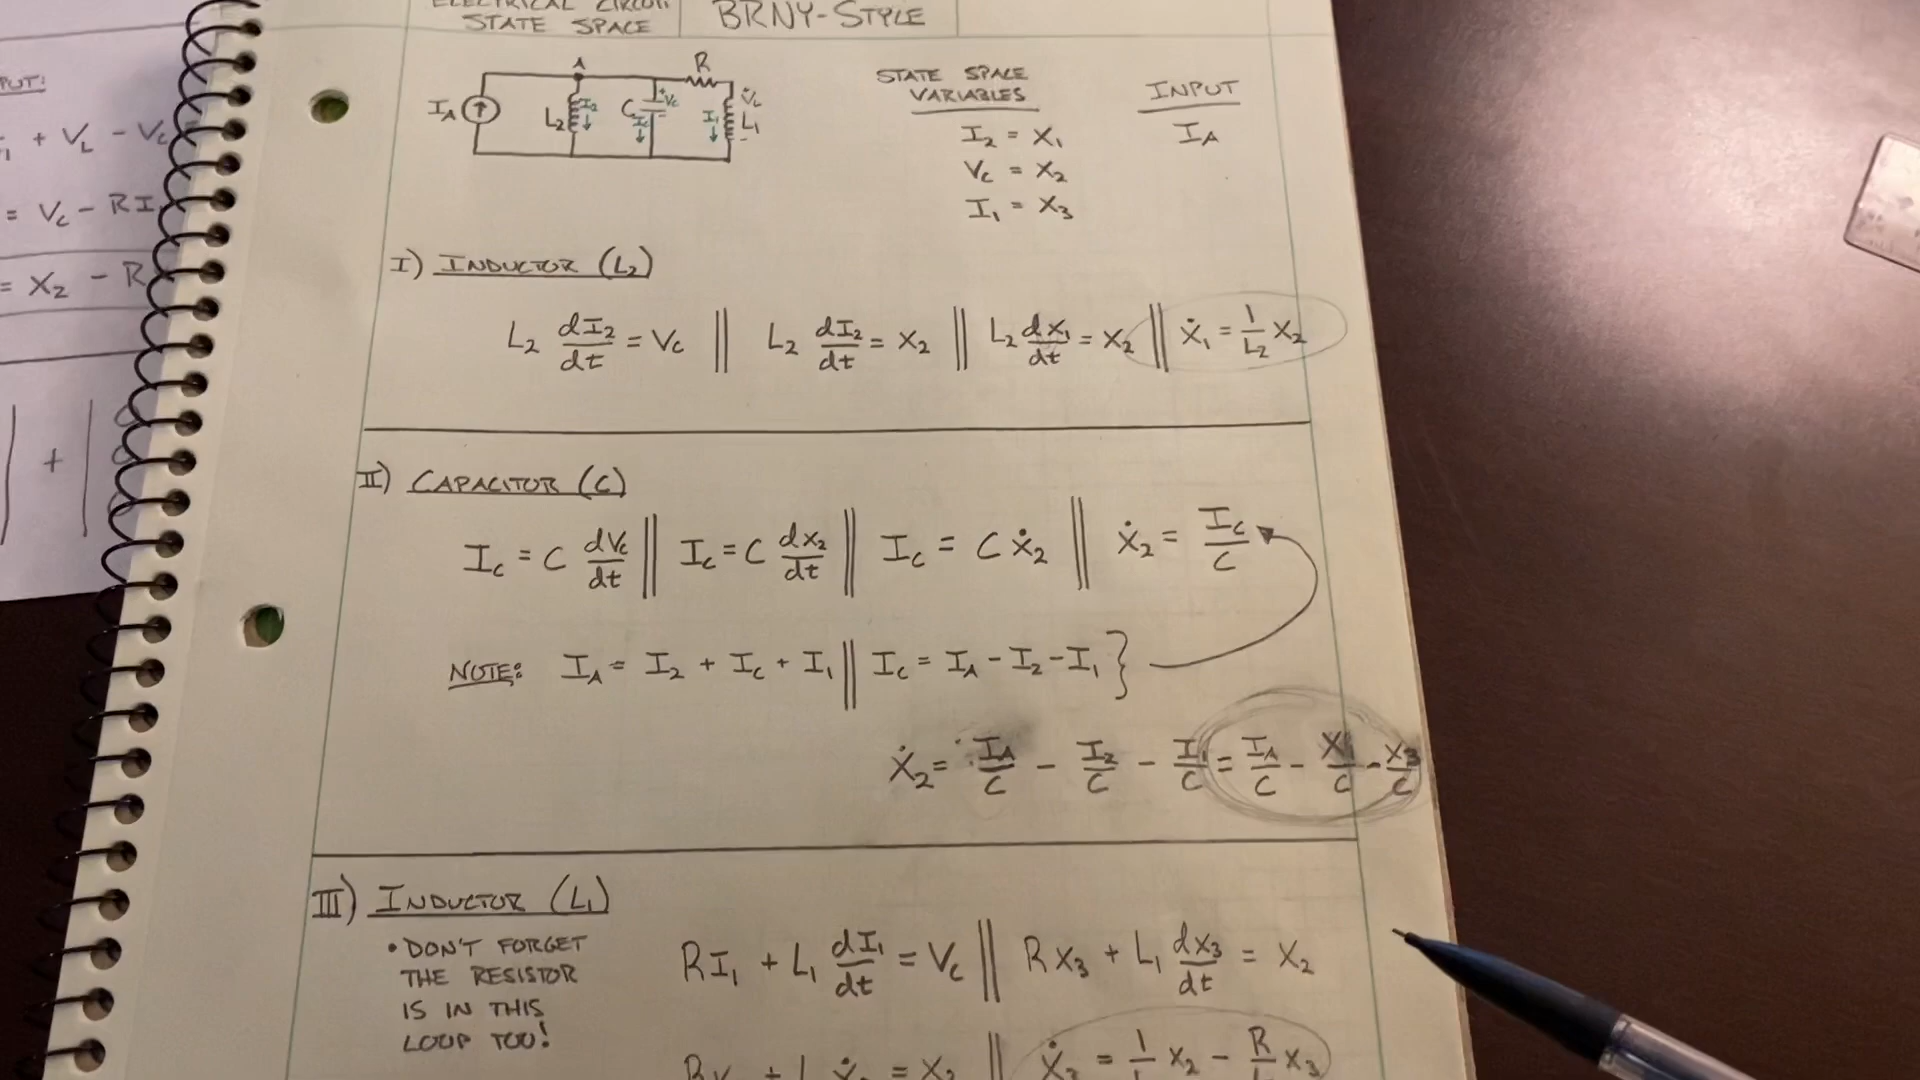 ELECTRICAL CIRCUIT
STATE SPACE
BRNY-STYLE
PUT:
+ VL - VC
= VC - RI
= X2 - R
+
A
R
IA
L2
I2
C
IC
+
VC
-
I1
+
VL
-
L1
STATE SPACE
VARIABLES
I2 = X1
VC = X2
I1 = X3
INPUT
IA
I) INDUCTOR (L2)
L2 dI2/dt = VC || L2 dI2/dt = X2 || L2 dX1/dt = X2 || Ẋ1 = 1/L2 X2
II) CAPACITOR (C)
IC = C dVC/dt || IC = C dX2/dt || IC = C Ẋ2 || Ẋ2 = IC/C
NOTE: IA = I2 + IC + I1 || IC = IA - I2 - I1 }
Ẋ2 = IA/C - I2/C - I1/C = IA/C - X1/C - X3/C
III) INDUCTOR (L1)
• DON'T FORGET
THE RESISTOR
IS IN THIS
LOOP TOO!
RI1 + L1 dI1/dt = VC || RX3 + L1 dX3/dt = X2